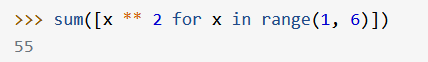 >>> sum([x ** 2 for x in range(1, 6)])
55